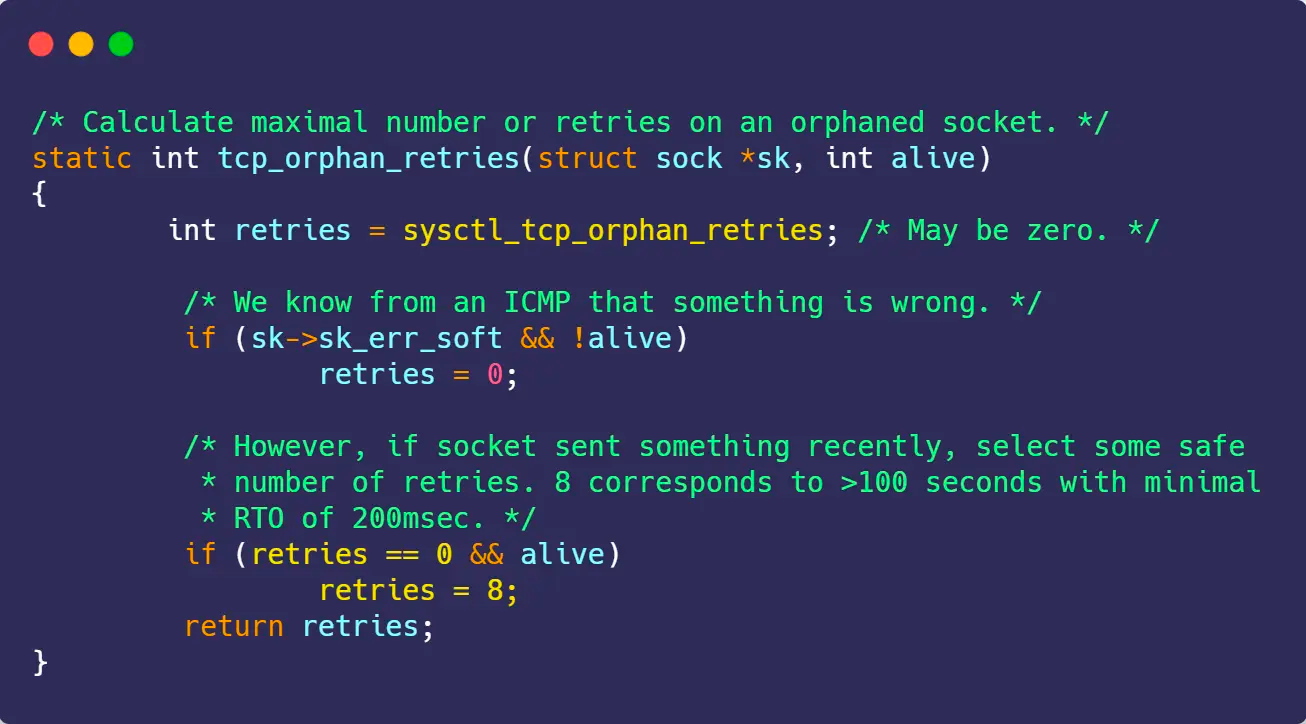 /* Calculate maximal number or retries on an orphaned socket. */
static int tcp_orphan_retries(struct sock *sk, int alive)
{
        int retries = sysctl_tcp_orphan_retries; /* May be zero. */

         /* We know from an ICMP that something is wrong. */
         if (sk->sk_err_soft && !alive)
                 retries = 0;

         /* However, if socket sent something recently, select some safe
          * number of retries. 8 corresponds to >100 seconds with minimal
          * RTO of 200msec. */
         if (retries == 0 && alive)
                 retries = 8;
         return retries;
}